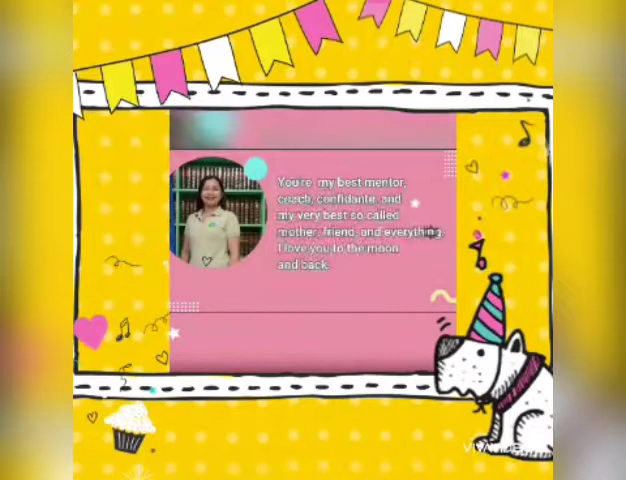 You're my best mentor,
coach, confidante, and
my very best so called
mother, friend, and everything.
I love you to the moon
and back.